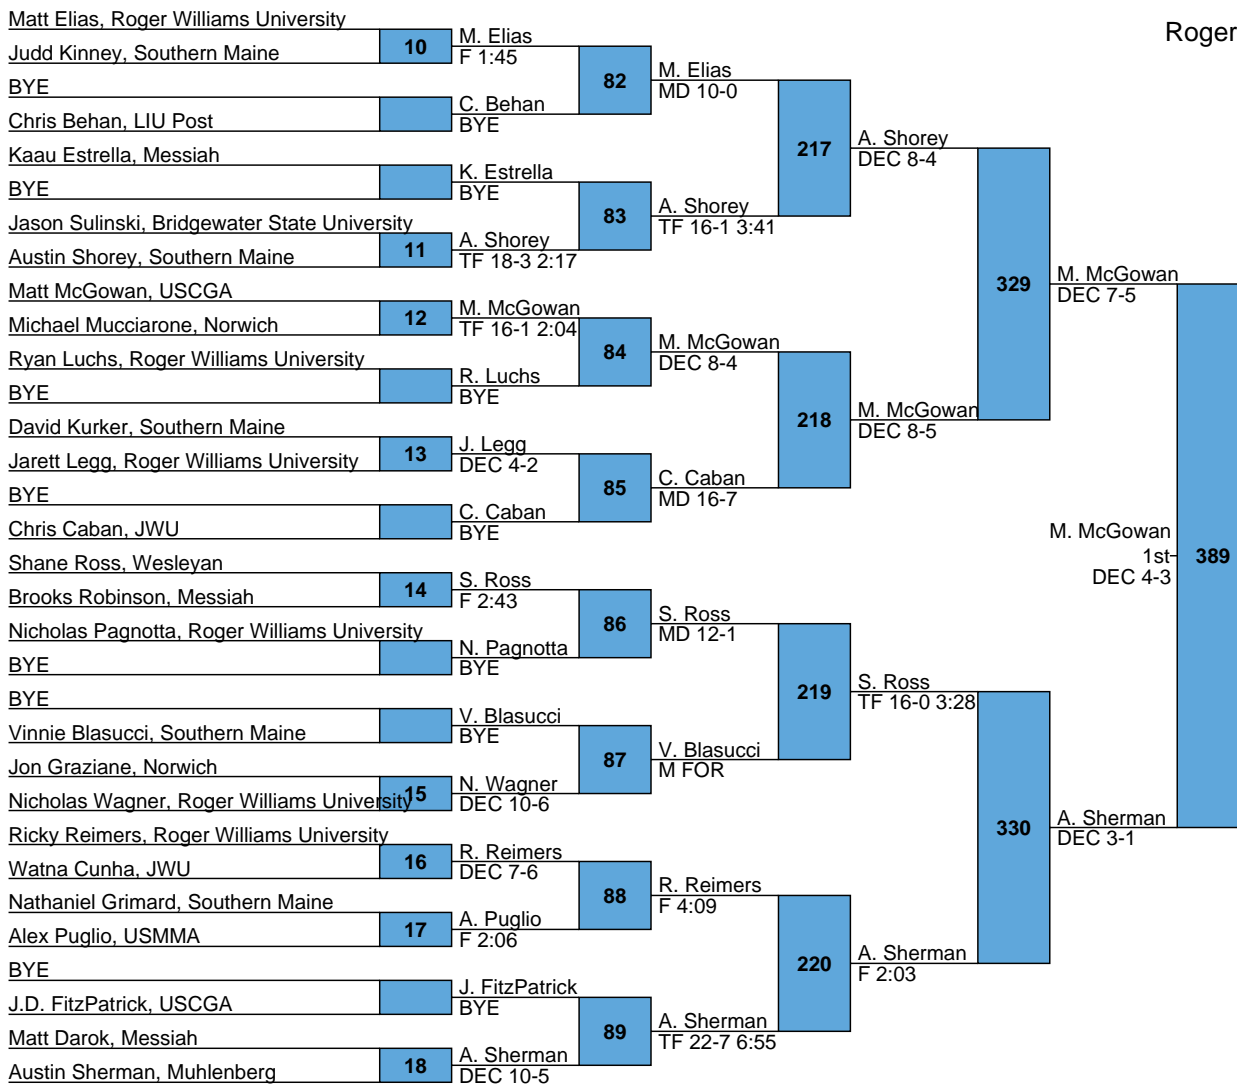 Roger
Matt Elias, Roger Williams University
Judd Kinney, Southern Maine
BYE
Chris Behan, LIU Post
Kaau Estrella, Messiah
BYE
Jason Sulinski, Bridgewater State University
Austin Shorey, Southern Maine
Matt McGowan, USCGA
Michael Mucciarone, Norwich
Ryan Luchs, Roger Williams University
BYE
David Kurker, Southern Maine
Jarett Legg, Roger Williams University
BYE
Chris Caban, JWU
Shane Ross, Wesleyan
Brooks Robinson, Messiah
Nicholas Pagnotta, Roger Williams University
BYE
BYE
Vinnie Blasucci, Southern Maine
Jon Graziane, Norwich
Nicholas Wagner, Roger Williams University
Ricky Reimers, Roger Williams University
Watna Cunha, JWU
Nathaniel Grimard, Southern Maine
Alex Puglio, USMMA
BYE
J.D. FitzPatrick, USCGA
Matt Darok, Messiah
Austin Sherman, Muhlenberg
10
11
12
13
14
15
16
17
18
M. Elias
F 1:45
C. Behan
BYE
K. Estrella
BYE
A. Shorey
TF 18-3 2:17
M. McGowan
TF 16-1 2:04
R. Luchs
BYE
J. Legg
DEC 4-2
C. Caban
BYE
S. Ross
F 2:43
N. Pagnotta
BYE
V. Blasucci
BYE
N. Wagner
DEC 10-6
R. Reimers
DEC 7-6
A. Puglio
F 2:06
J. FitzPatrick
BYE
A. Sherman
DEC 10-5
82
83
84
85
86
87
88
89
M. Elias
MD 10-0
A. Shorey
TF 16-1 3:41
M. McGowan
DEC 8-4
C. Caban
MD 16-7
S. Ross
MD 12-1
V. Blasucci
M FOR
R. Reimers
F 4:09
A. Sherman
TF 22-7 6:55
217
218
219
220
A. Shorey
DEC 8-4
M. McGowan
DEC 8-5
S. Ross
TF 16-0 3:28
A. Sherman
F 2:03
329
330
M. McGowan
DEC 7-5
A. Sherman
DEC 3-1
389
M. McGowan
1st
DEC 4-3